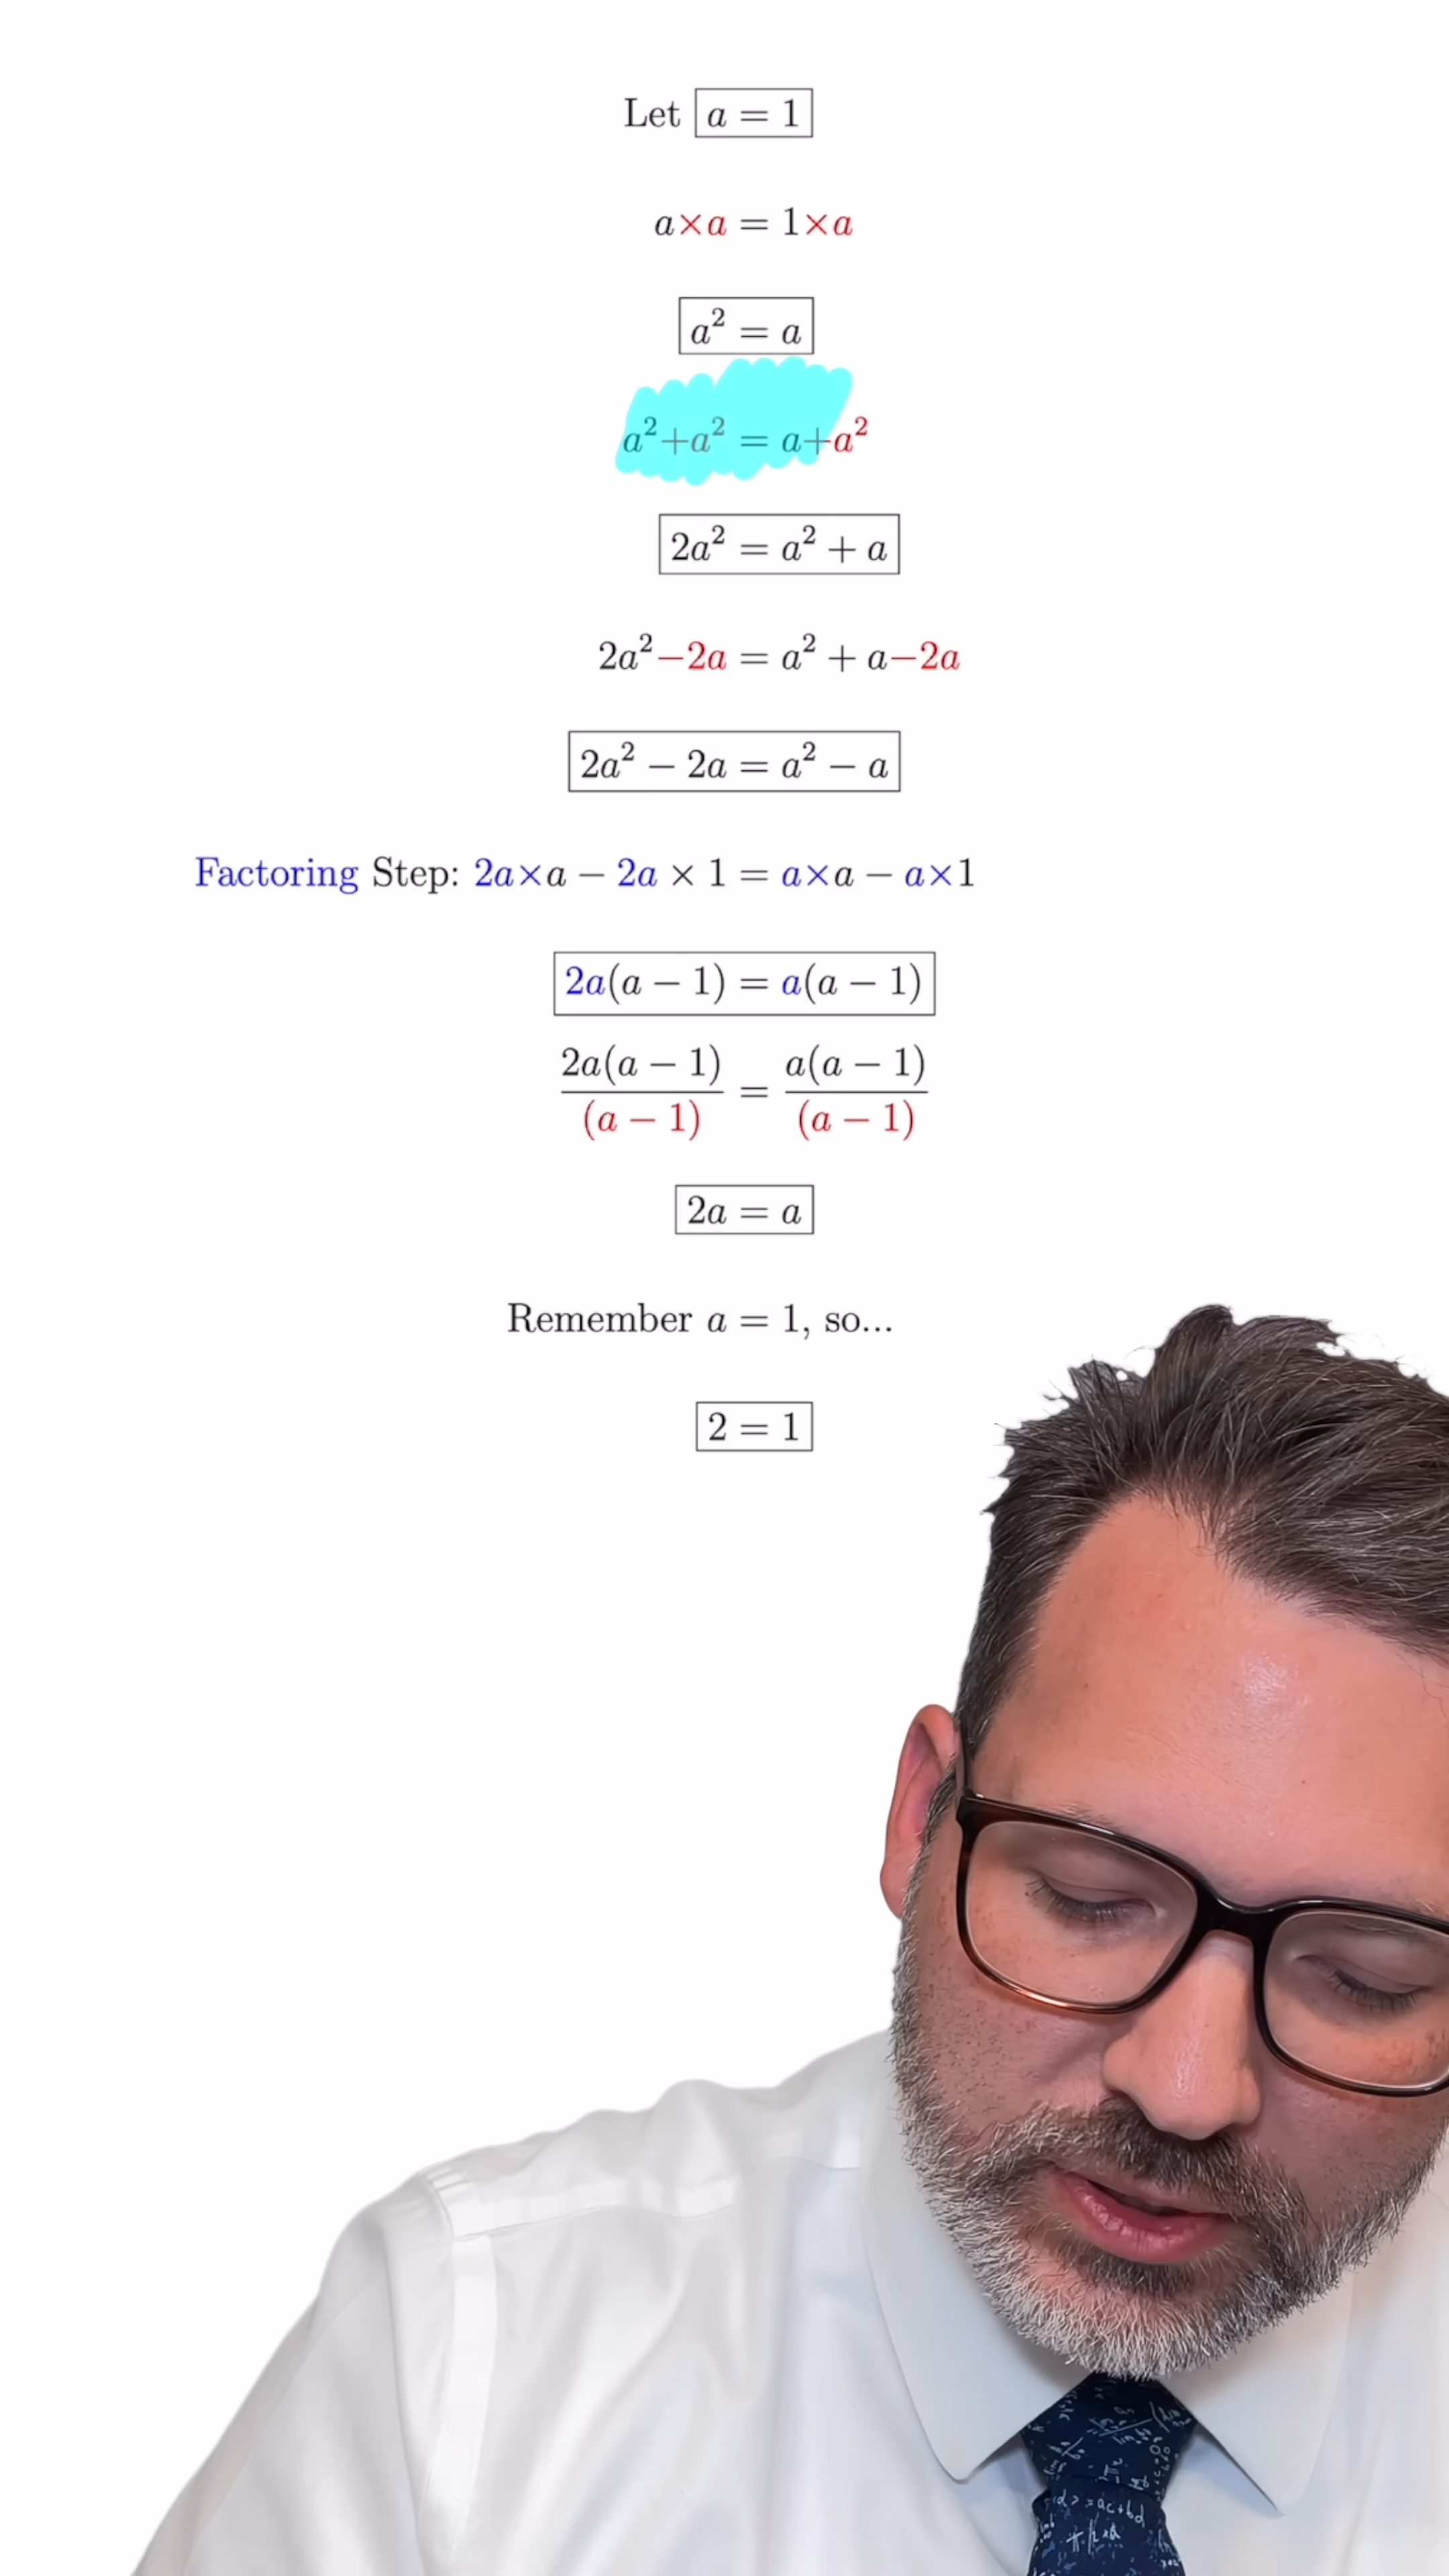 Let a = 1
a×a = 1×a
a² = a
a²+a² = a+a²
2a² = a² + a
2a²−2a = a² + a−2a
2a² − 2a = a² − a
Factoring Step: 2a×a − 2a × 1 = a×a − a×1
2a(a − 1) = a(a − 1)
2a(a − 1)/(a − 1) = a(a − 1)/(a − 1)
2a = a
Remember a = 1, so...
2 = 1